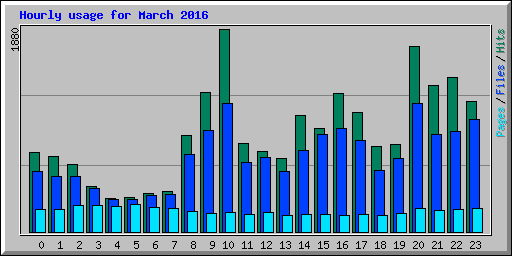 Hourly usage for March 2016
1880
Pages/Files/Hits
0 1 2 3 4 5 6 7 8 9 10 11 12 13 14 15 16 17 18 19 20 21 22 23